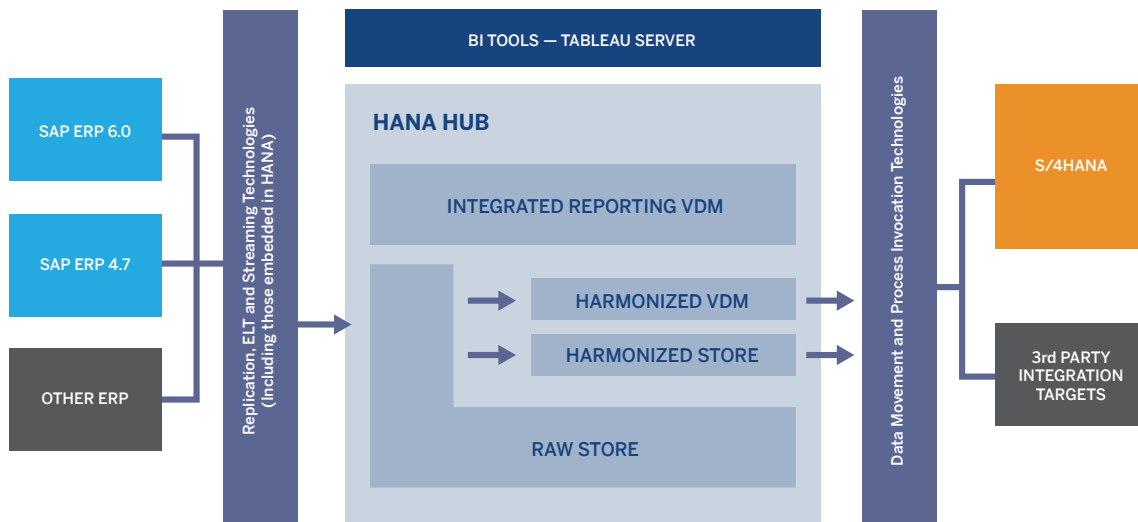 SAP ERP 6.0
SAP ERP 4.7
OTHER ERP
Replication, ELT and Streaming Technologies
(Including those embedded in HANA)
BI TOOLS — TABLEAU SERVER
HANA HUB
INTEGRATED REPORTING VDM
HARMONIZED VDM
HARMONIZED STORE
RAW STORE
Data Movement and Process Invocation Technologies
S/4HANA
3rd PARTY
INTEGRATION
TARGETS